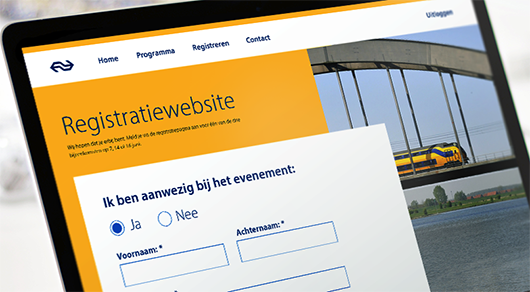 Home Programma Registreren Contact Uitloggen
Registratiewebsite
We hopen dat je erbij bent. Meld je via de registratiepagina aan voor één van de drie
bijeenkomsten op 7, 14 of 16 juni.
Ik ben aanwezig bij het evenement:
Ja Nee
Voornaam: * Achternaam: *